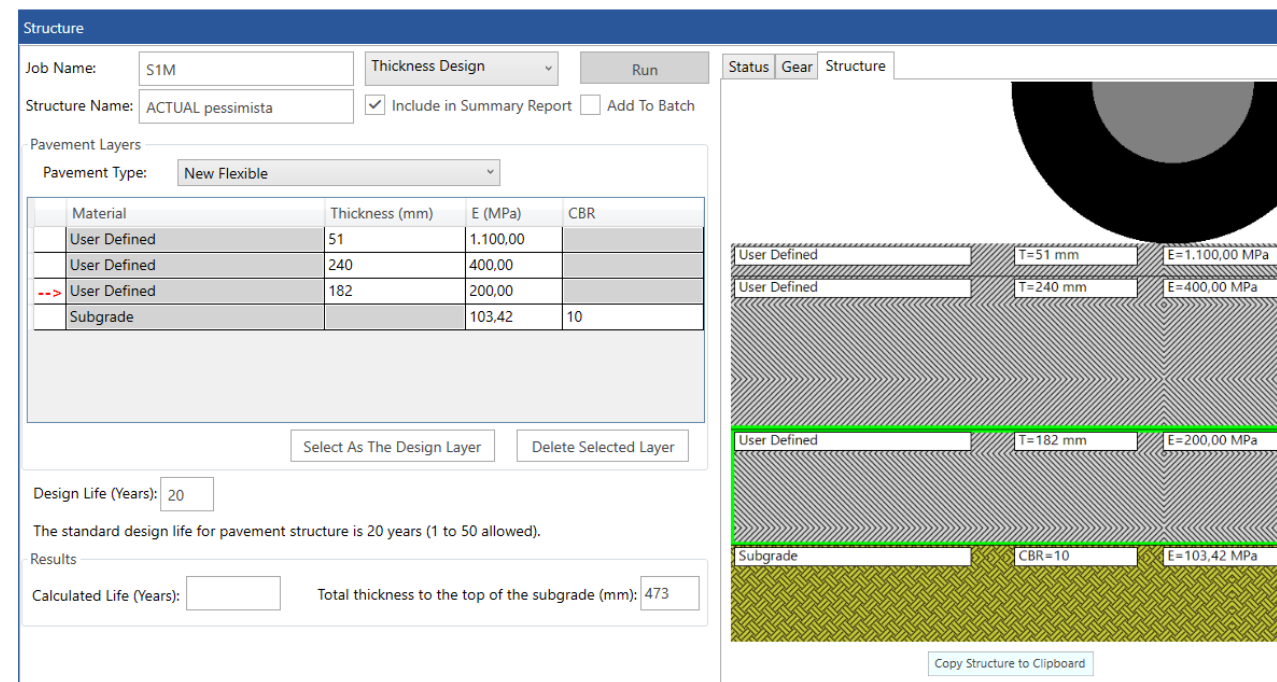 Structure
Job Name: S1M Thickness Design Run
Structure Name: ACTUAL pessimista Include in Summary Report Add To Batch
Pavement Layers
Pavement Type: New Flexible
Material Thickness (mm) E (MPa) CBR
User Defined 51 1.100,00
User Defined 240 400,00
--> User Defined 182 200,00
Subgrade 103,42 10
Select As The Design Layer Delete Selected Layer
Design Life (Years): 20
The standard design life for pavement structure is 20 years (1 to 50 allowed).
Results
Calculated Life (Years): Total thickness to the top of the subgrade (mm): 473
Status Gear Structure
User Defined T=51 mm E=1.100,00 MPa
User Defined T=240 mm E=400,00 MPa
User Defined T=182 mm E=200,00 MPa
Subgrade CBR=10 E=103,42 MPa
Copy Structure to Clipboard